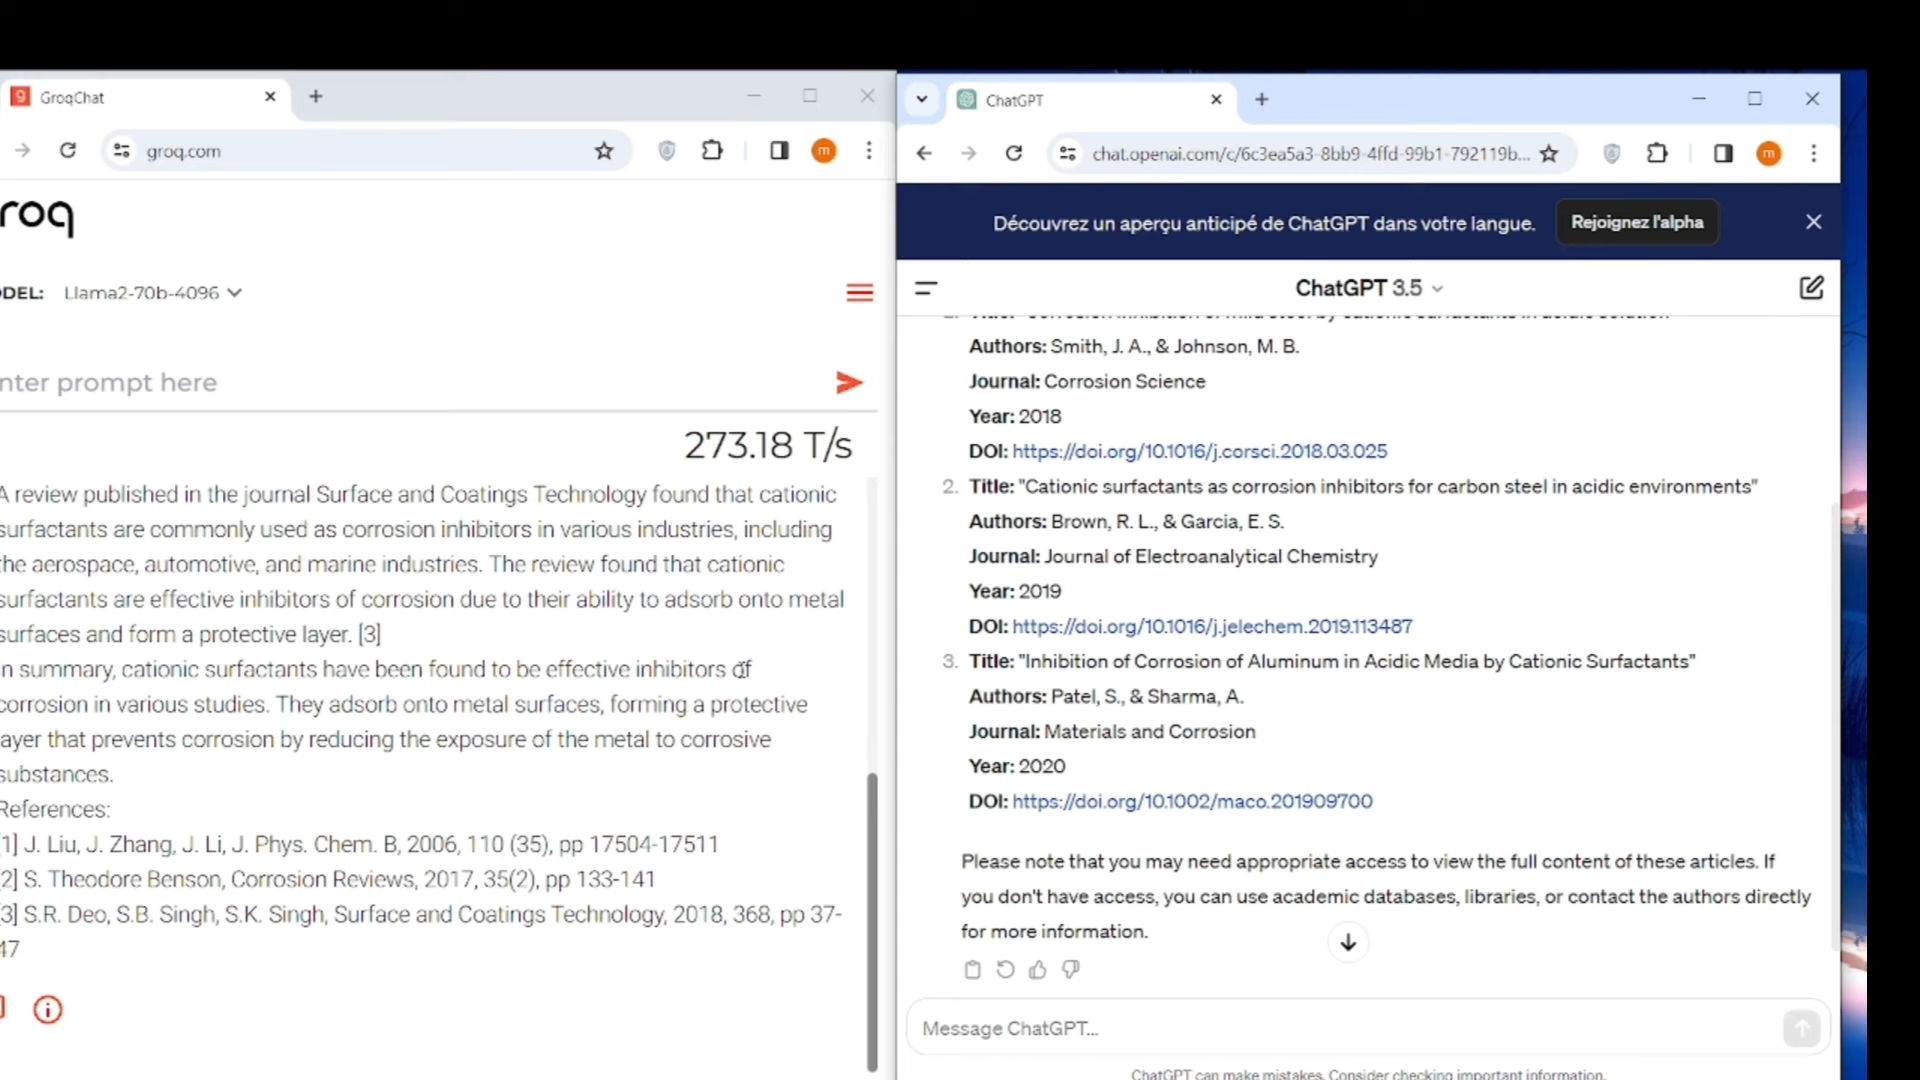 GroqChat
groq.com
roq
ODEL: Llama2-70b-4096
nter prompt here
273.18 T/s
A review published in the journal Surface and Coatings Technology found that cationic
surfactants are commonly used as corrosion inhibitors in various industries, including
the aerospace, automotive, and marine industries. The review found that cationic
surfactants are effective inhibitors of corrosion due to their ability to adsorb onto metal
surfaces and form a protective layer. [3]
n summary, cationic surfactants have been found to be effective inhibitors of
corrosion in various studies. They adsorb onto metal surfaces, forming a protective
layer that prevents corrosion by reducing the exposure of the metal to corrosive
substances.
References:
[1] J. Liu, J. Zhang, J. Li, J. Phys. Chem. B, 2006, 110 (35), pp 17504-17511
[2] S. Theodore Benson, Corrosion Reviews, 2017, 35(2), pp 133-141
[3] S.R. Deo, S.B. Singh, S.K. Singh, Surface and Coatings Technology, 2018, 368, pp 37-
47
ChatGPT
chat.openai.com/c/6c3ea5a3-8bb9-4ffd-99b1-792119b...
Découvrez un aperçu anticipé de ChatGPT dans votre langue. Rejoignez l'alpha
ChatGPT 3.5
Title: "Corrosion inhibition of mild steel by cationic surfactants in acidic solution"
Authors: Smith, J. A., & Johnson, M. B.
Journal: Corrosion Science
Year: 2018
DOI: https://doi.org/10.1016/j.corsci.2018.03.025
2. Title: "Cationic surfactants as corrosion inhibitors for carbon steel in acidic environments"
Authors: Brown, R. L., & Garcia, E. S.
Journal: Journal of Electroanalytical Chemistry
Year: 2019
DOI: https://doi.org/10.1016/j.jelechem.2019.113487
3. Title: "Inhibition of Corrosion of Aluminum in Acidic Media by Cationic Surfactants"
Authors: Patel, S., & Sharma, A.
Journal: Materials and Corrosion
Year: 2020
DOI: https://doi.org/10.1002/maco.201909700
Please note that you may need appropriate access to view the full content of these articles. If
you don't have access, you can use academic databases, libraries, or contact the authors directly
for more information.
Message ChatGPT...
ChatGPT can make mistakes. Consider checking important information.